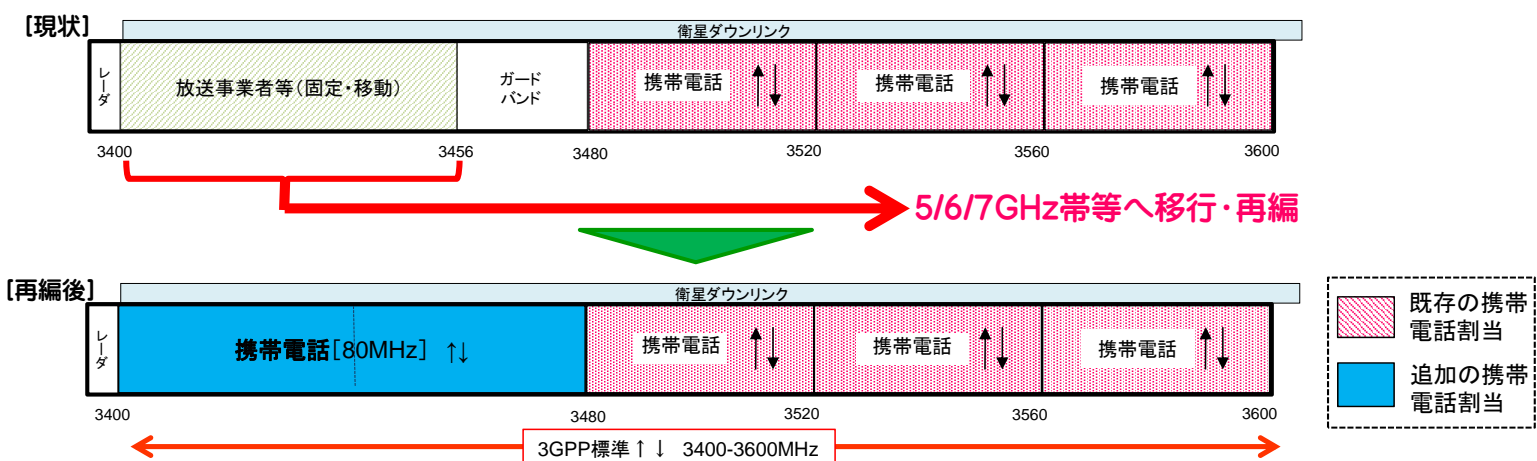 [現状]
衛星ダウンリンク
レーダ
放送事業者等(固定・移動)
ガード
バンド
携帯電話
携帯電話
携帯電話
3400
3456
3480
3520
3560
3600
5/6/7GHz帯等へ移行・再編
[再編後]
衛星ダウンリンク
レーダ
携帯電話[80MHz] ↑↓
携帯電話
携帯電話
携帯電話
3400
3480
3520
3560
3600
3GPP標準↑↓ 3400-3600MHz
既存の携帯
電話割当
追加の携帯
電話割当